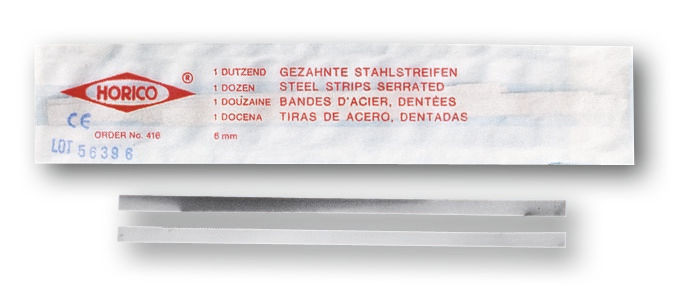 HORICO ®
1 DUTZEND GEZAHNTE STAHLSTREIFEN
1 DOZEN STEEL STRIPS SERRATED
1 DOUZAINE BANDES D'ACIER, DENTÉES
1 DOCENA TIRAS DE ACERO, DENTADAS
CE
ORDER No. 416 6 mm
LOT 56396